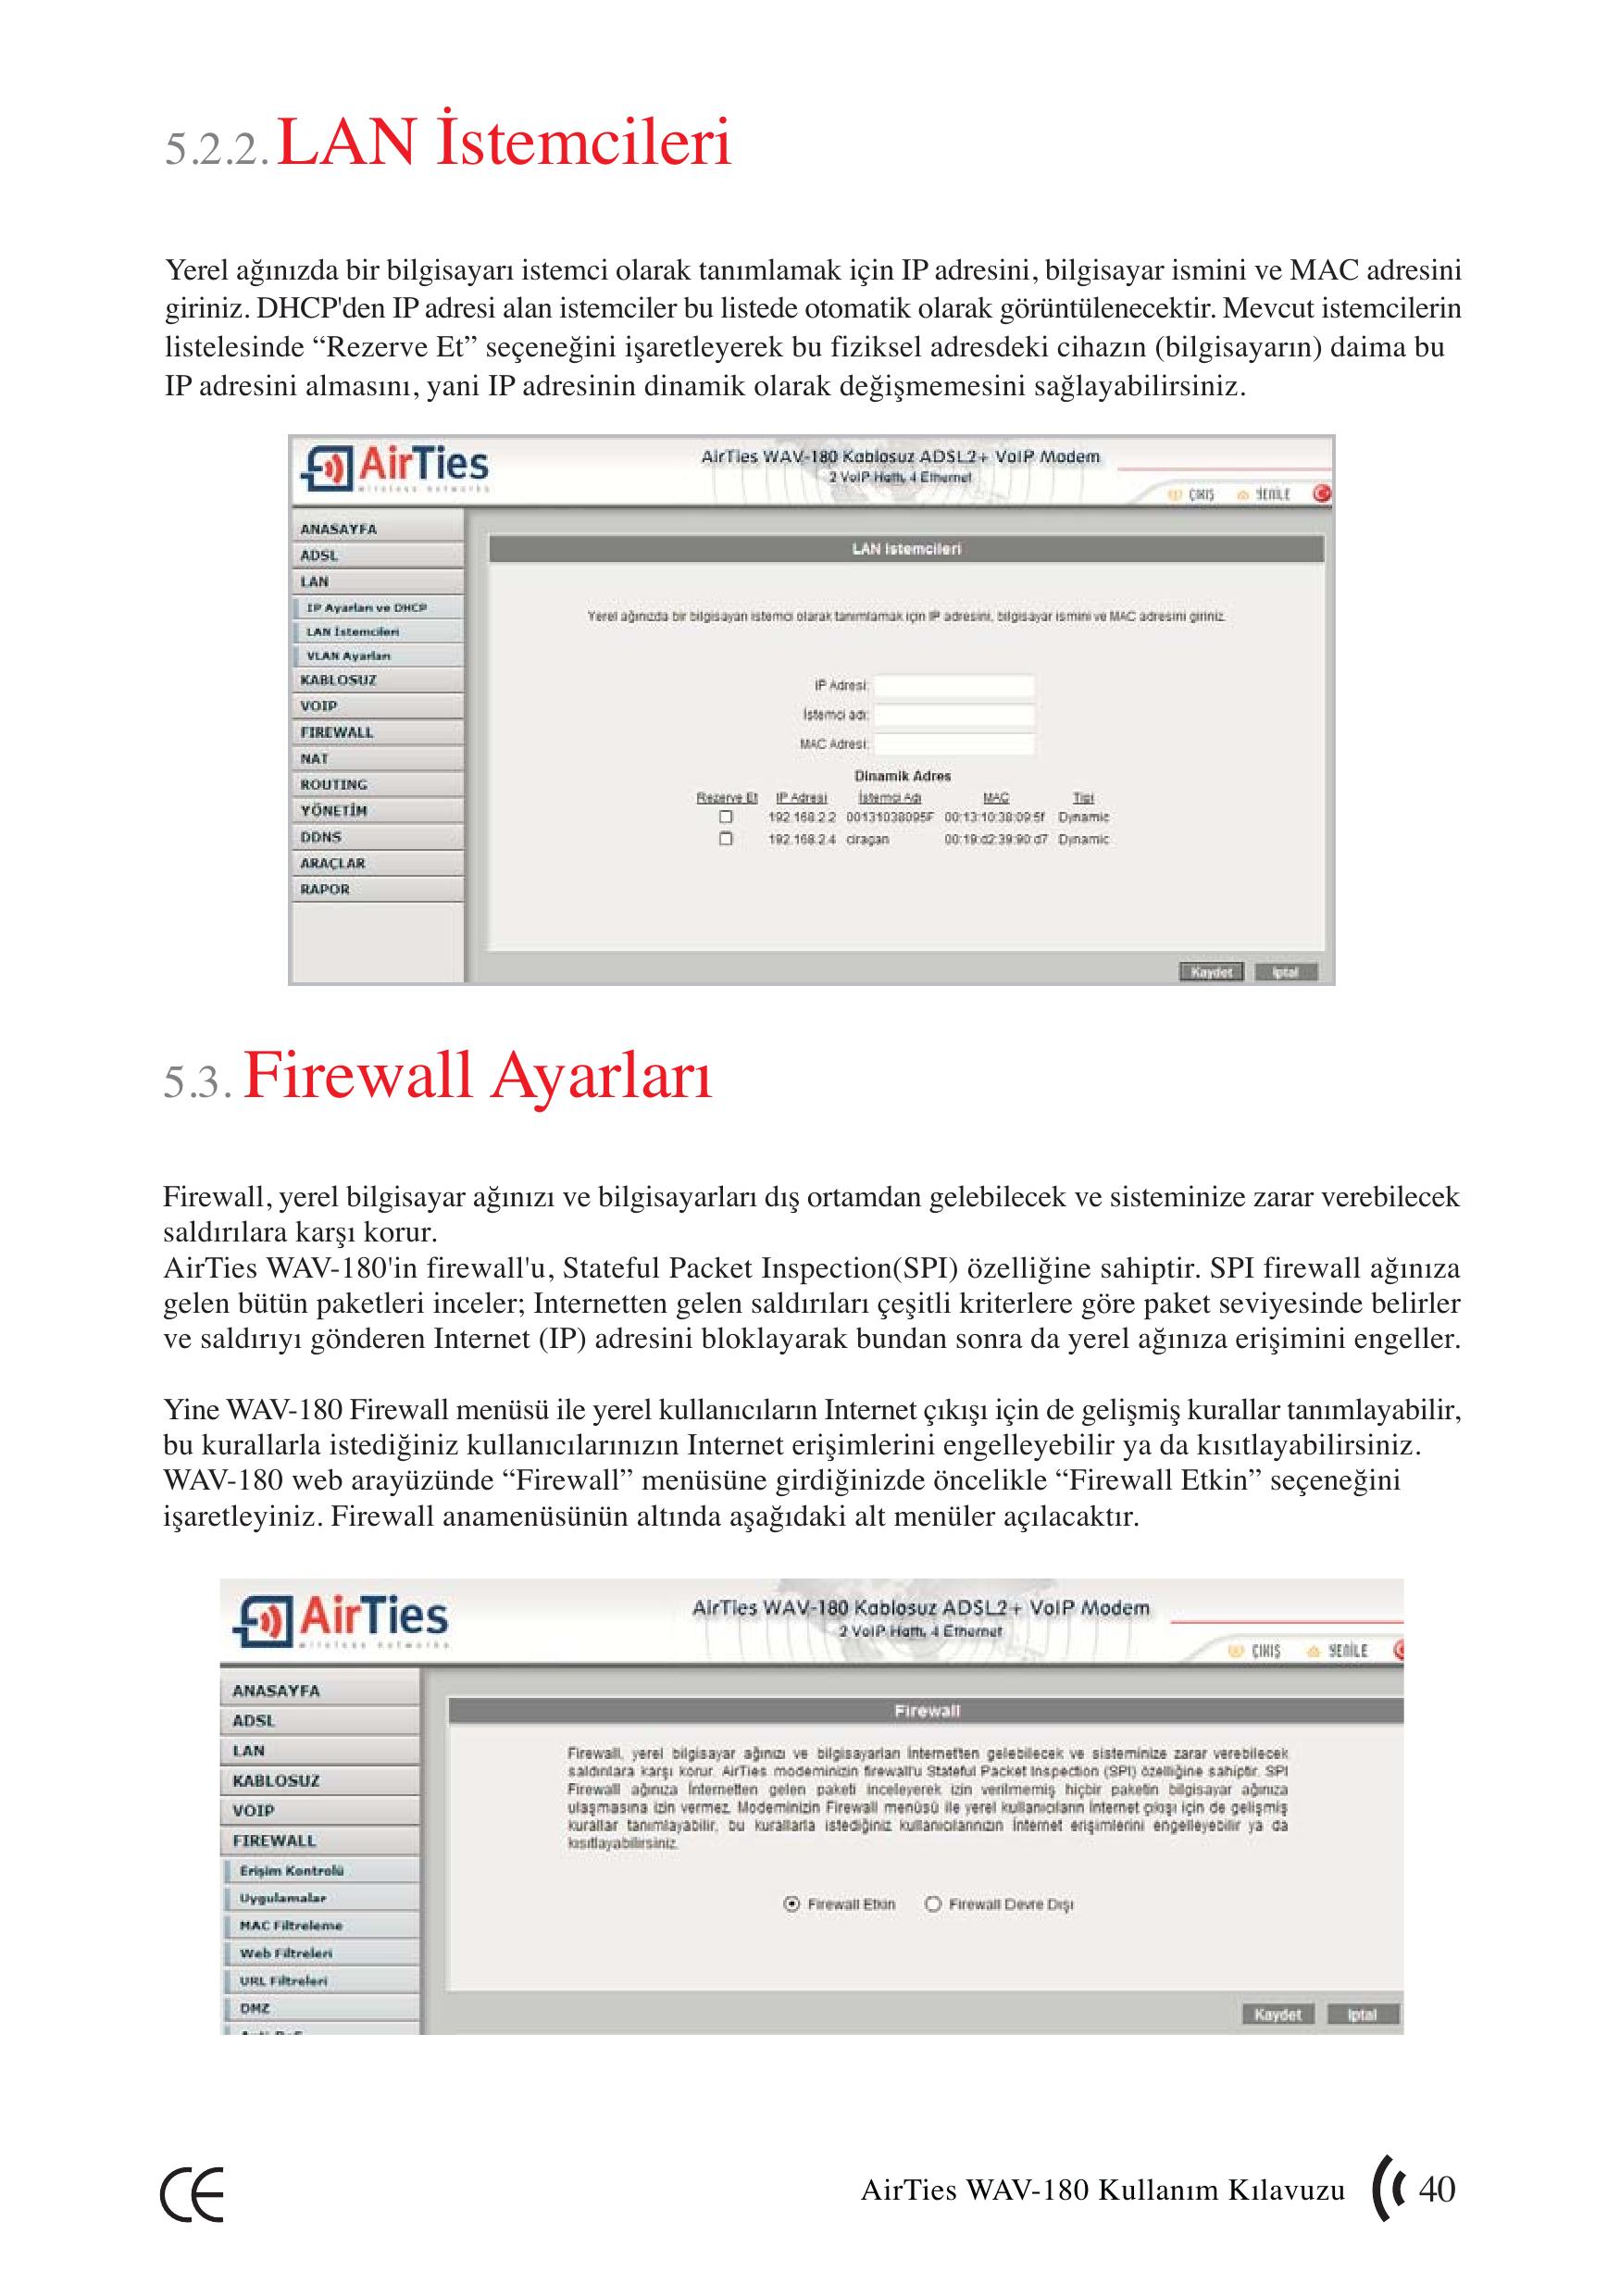 5.2.2. LAN İstemcileri
Yerel ağınızda bir bilgisayarı istemci olarak tanımlamak için IP adresini, bilgisayar ismini ve MAC adresini
giriniz. DHCP'den IP adresi alan istemciler bu listede otomatik olarak görüntülenecektir. Mevcut istemcilerin
listelesinde “Rezerve Et” seçeneğini işaretleyerek bu fiziksel adresdeki cihazın (bilgisayarın) daima bu
IP adresini almasını, yani IP adresinin dinamik olarak değişmemesini sağlayabilirsiniz.
AirTies
wireless networks
AirTies WAV-180 Kablosuz ADSL2+ VoIP Modem
2 VoIP Hattı, 4 Ethernet
ÇIKIŞ YENİLE
ANASAYFA
ADSL
LAN
IP Ayarları ve DHCP
LAN İstemcileri
VLAN Ayarları
KABLOSUZ
VOIP
FIREWALL
NAT
ROUTING
YÖNETİM
DDNS
ARAÇLAR
RAPOR
LAN İstemcileri
Yerel ağınızda bir bilgisayarı istemci olarak tanımlamak için IP adresini, bilgisayar ismini ve MAC adresini giriniz.
IP Adresi:
İstemci adı:
MAC Adresi:
Dinamik Adres
Rezerve Et IP Adresi İstemci Adı MAC Tipi
192.168.2.2 00131038095F 00:13:10:38:09:5f Dynamic
192.168.2.4 ciragan 00:19:d2:39:90:d7 Dynamic
Kaydet İptal
5.3. Firewall Ayarları
Firewall, yerel bilgisayar ağınızı ve bilgisayarları dış ortamdan gelebilecek ve sisteminize zarar verebilecek
saldırılara karşı korur.
AirTies WAV-180'in firewall'u, Stateful Packet Inspection(SPI) özelliğine sahiptir. SPI firewall ağınıza
gelen bütün paketleri inceler; Internetten gelen saldırıları çeşitli kriterlere göre paket seviyesinde belirler
ve saldırıyı gönderen Internet (IP) adresini bloklayarak bundan sonra da yerel ağınıza erişimini engeller.
Yine WAV-180 Firewall menüsü ile yerel kullanıcıların Internet çıkışı için de gelişmiş kurallar tanımlayabilir,
bu kurallarla istediğiniz kullanıcılarınızın Internet erişimlerini engelleyebilir ya da kısıtlayabilirsiniz.
WAV-180 web arayüzünde “Firewall” menüsüne girdiğinizde öncelikle “Firewall Etkin” seçeneğini
işaretleyiniz. Firewall anamenüsünün altında aşağıdaki alt menüler açılacaktır.
AirTies
wireless networks
AirTies WAV-180 Kablosuz ADSL2+ VoIP Modem
2 VoIP Hattı, 4 Ethernet
ÇIKIŞ YENİLE
ANASAYFA
ADSL
LAN
KABLOSUZ
VOIP
FIREWALL
Erişim Kontrolü
Uygulamalar
MAC Filtreleme
Web Filtreleri
URL Filtreleri
DMZ
Firewall
Firewall, yerel bilgisayar ağınızı ve bilgisayarları İnternetten gelebilecek ve sisteminize zarar verebilecek
saldırılara karşı korur. AirTies modeminizin firewall'u Stateful Packet Inspection (SPI) özelliğine sahiptir. SPI
Firewall ağınıza İnternetten gelen paketi inceleyerek izin verilmemiş hiçbir paketin bilgisayar ağınıza
ulaşmasına izin vermez. Modeminizin Firewall menüsü ile yerel kullanıcıların İnternet çıkışı için de gelişmiş
kurallar tanımlayabilir, bu kurallarla istediğiniz kullanıcılarınızın İnternet erişimlerini engelleyebilir ya da
kısıtlayabilirsiniz.
Firewall Etkin Firewall Devre Dışı
Kaydet İptal
CE
AirTies WAV-180 Kullanım Kılavuzu 40